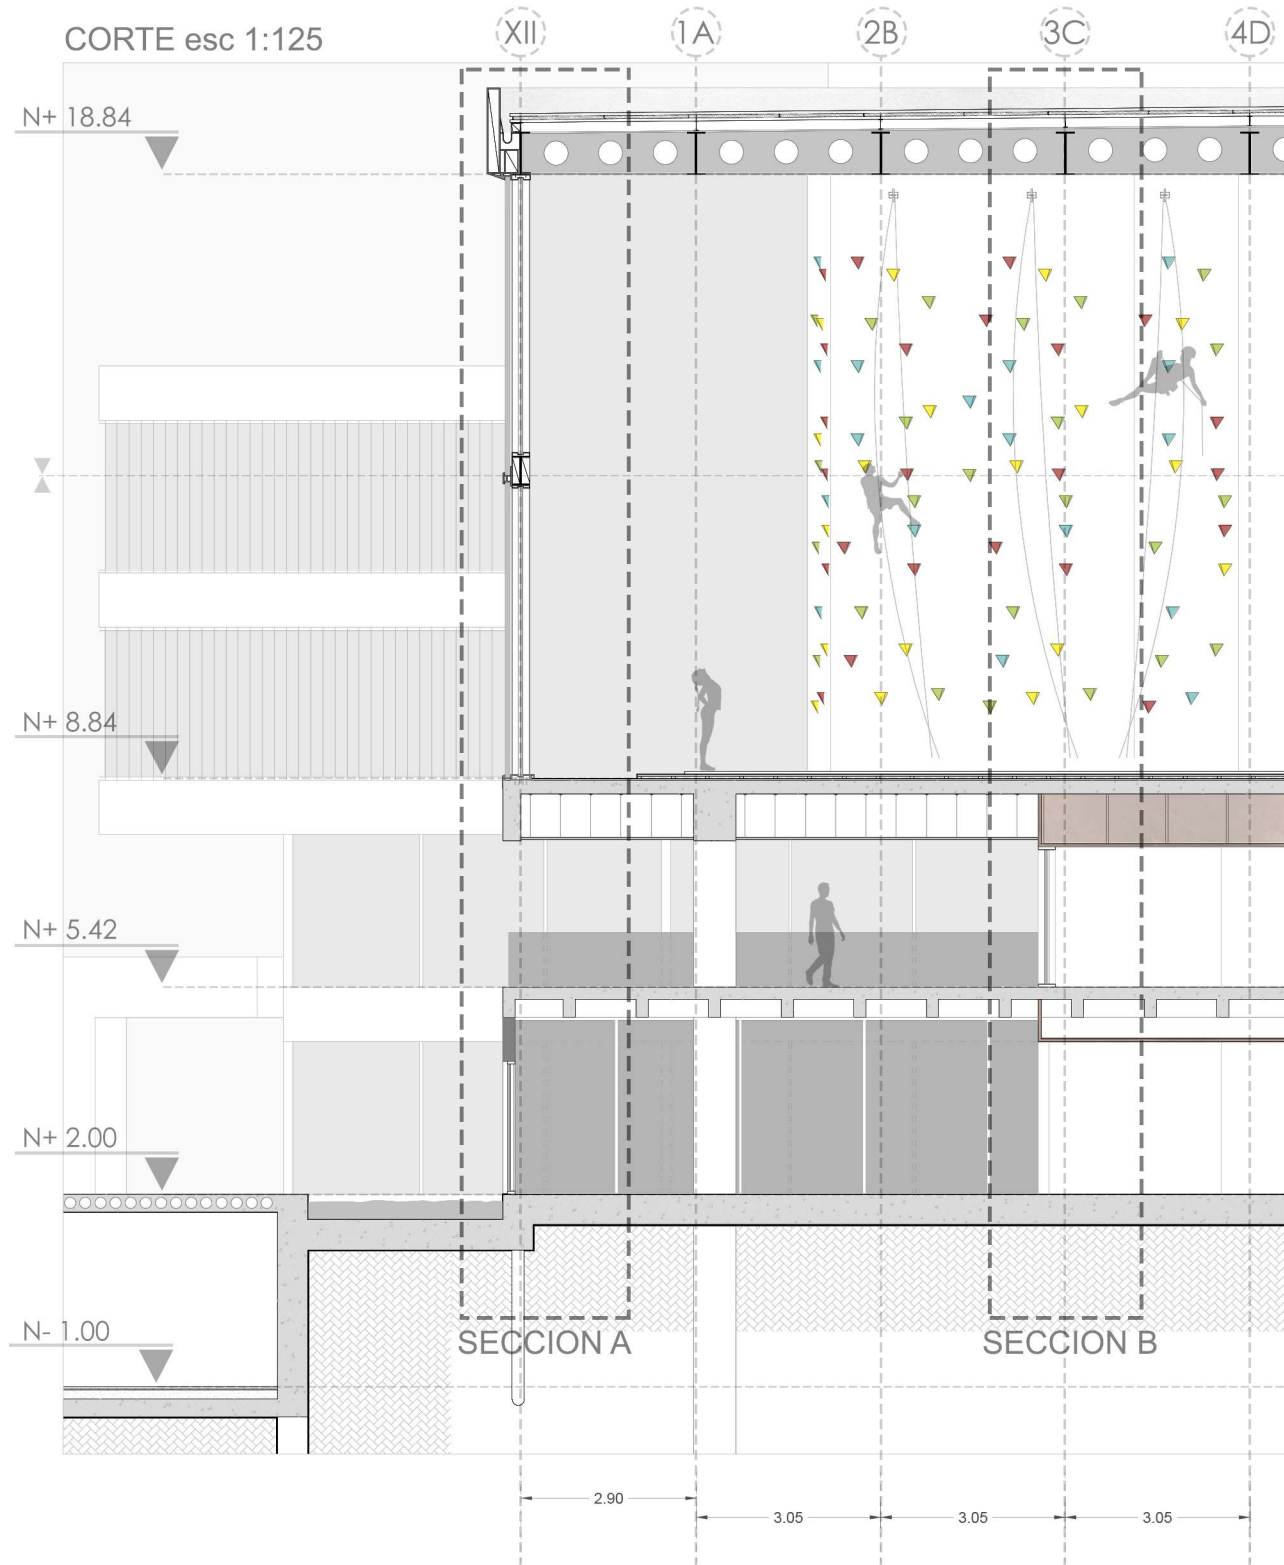 CORTE esc 1:125
XII
1A
2B
3C
4D
N+ 18.84
N+ 8.84
N+ 5.42
N+ 2.00
N- 1.00
SECCION A
SECCION B
2.90
3.05
3.05
3.05